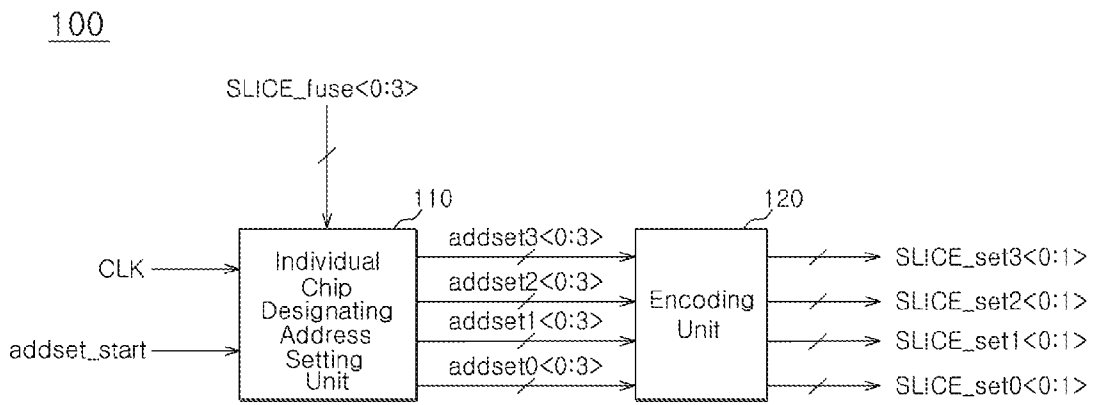 100
SLICE_fuse<0:3>
110
120
CLK
addset_start
Individual
Chip
Designating
Address
Setting
Unit
addset3<0:3>
addset2<0:3>
addset1<0:3>
addset0<0:3>
Encoding
Unit
SLICE_set3<0:1>
SLICE_set2<0:1>
SLICE_set1<0:1>
SLICE_set0<0:1>